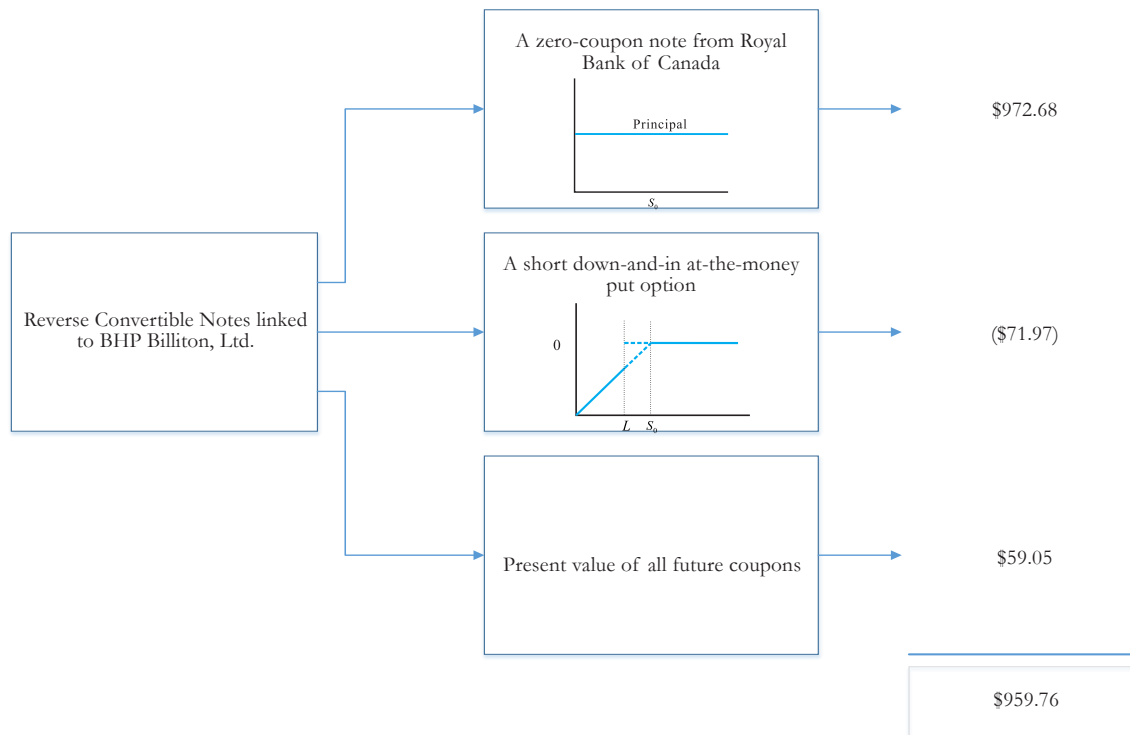 A zero-coupon note from Royal
Bank of Canada
Principal
S₀
$972.68
Reverse Convertible Notes linked
to BHP Billiton, Ltd.
A short down-and-in at-the-money
put option
0
L S₀
($71.97)
Present value of all future coupons
$59.05
$959.76